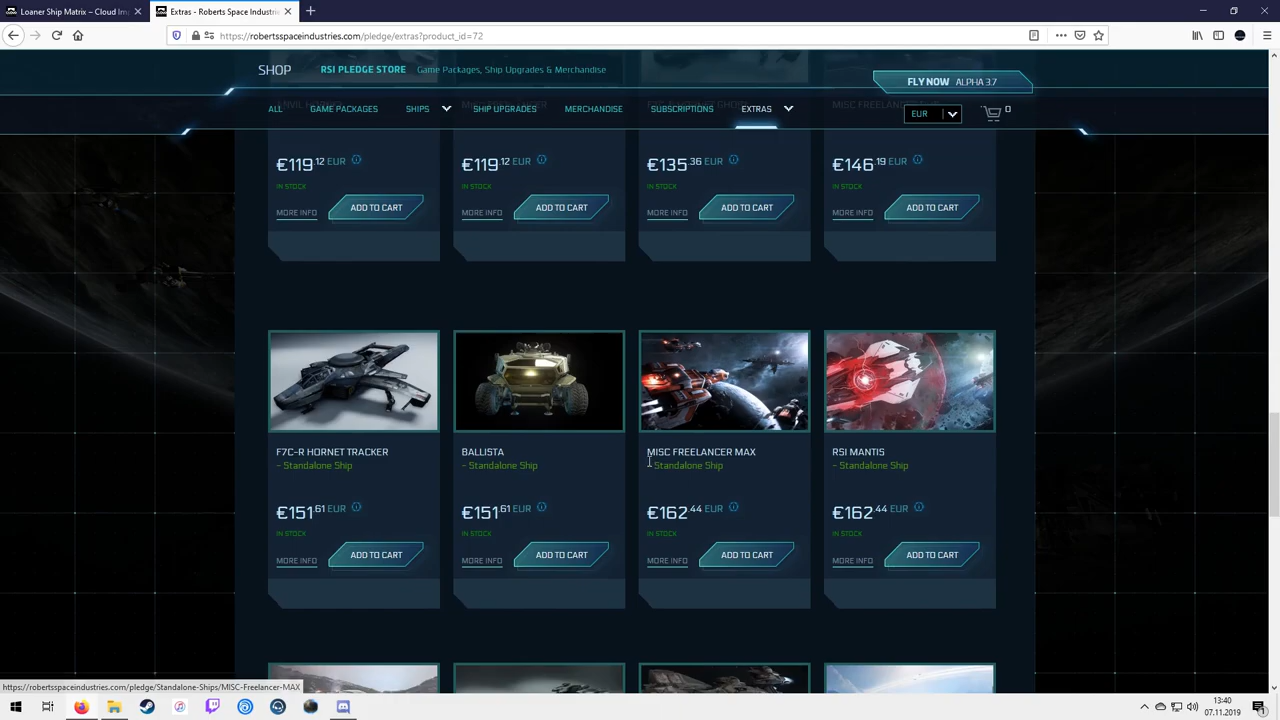 Loaner Ship Matrix – Cloud Im
Extras - Roberts Space Industrie
https://robertsspaceindustries.com/pledge/extras?product_id=72
SHOP
RSI PLEDGE STORE
Game Packages, Ship Upgrades & Merchandise
FLY NOW ALPHA 3.7
ALL
GAME PACKAGES
SHIPS
SHIP UPGRADES
MERCHANDISE
SUBSCRIPTIONS
EXTRAS
EUR
0
€119.12 EUR
€119.12 EUR
€135.36 EUR
€146.19 EUR
IN STOCK
IN STOCK
IN STOCK
IN STOCK
MORE INFO
ADD TO CART
MORE INFO
ADD TO CART
MORE INFO
ADD TO CART
MORE INFO
ADD TO CART
F7C-R HORNET TRACKER
– Standalone Ship
BALLISTA
– Standalone Ship
MISC FREELANCER MAX
Standalone Ship
RSI MANTIS
– Standalone Ship
€151.61 EUR
€151.61 EUR
€162.44 EUR
€162.44 EUR
IN STOCK
IN STOCK
IN STOCK
IN STOCK
MORE INFO
ADD TO CART
MORE INFO
ADD TO CART
MORE INFO
ADD TO CART
MORE INFO
ADD TO CART
https://robertsspaceindustries.com/pledge/Standalone-Ships/MISC-Freelancer-MAX
13:40
07.11.2019
1